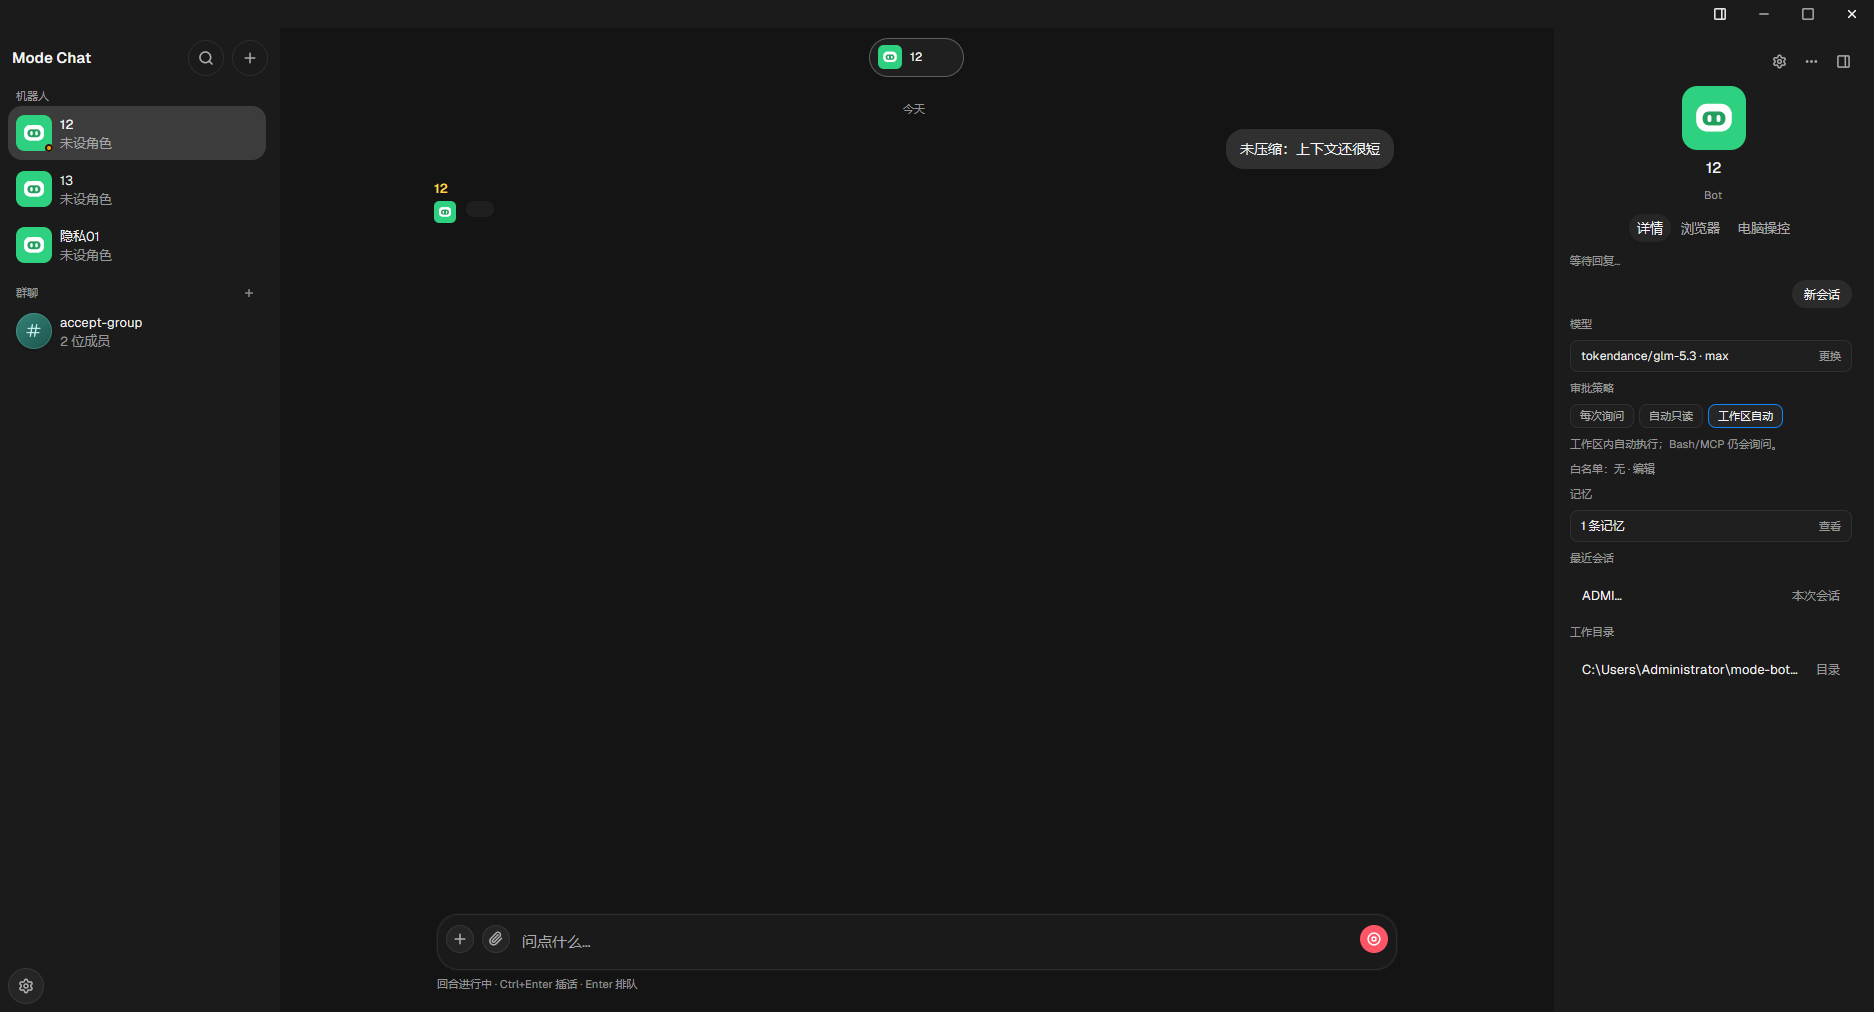 Mode Chat
机器人
12
未设角色
13
未设角色
隐私01
未设角色
群聊
accept-group
2 位成员
12
今天
未压缩：上下文还很短
12
问点什么...
回合进行中 · Ctrl+Enter 插话 · Enter 排队
12
Bot
详情 浏览器 电脑操控
等待回复...
新会话
模型
tokendance/glm-5.3 · max 更换
审批策略
每次询问 自动只读 工作区自动
工作区内自动执行；Bash/MCP 仍会询问。
白名单：无 · 编辑
记忆
1 条记忆 查看
最近会话
ADMI... 本次会话
工作目录
C:\Users\Administrator\mode-bot... 目录